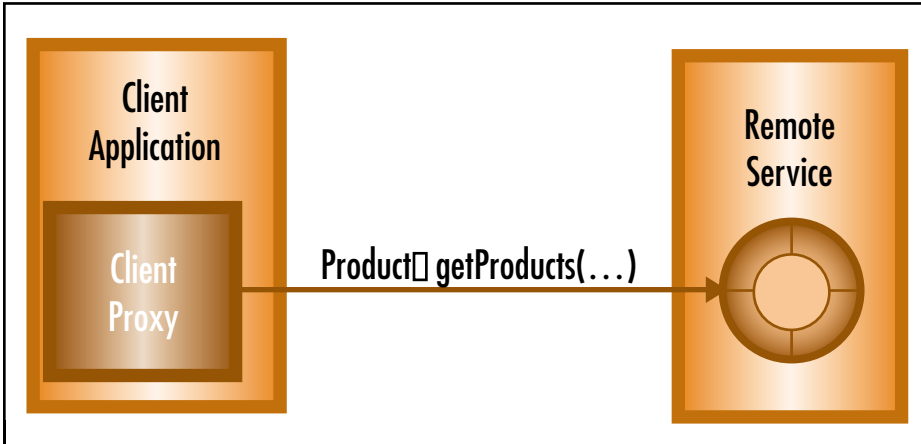 Client
Application
Client
Proxy
Product[] getProducts(...)
Remote
Service